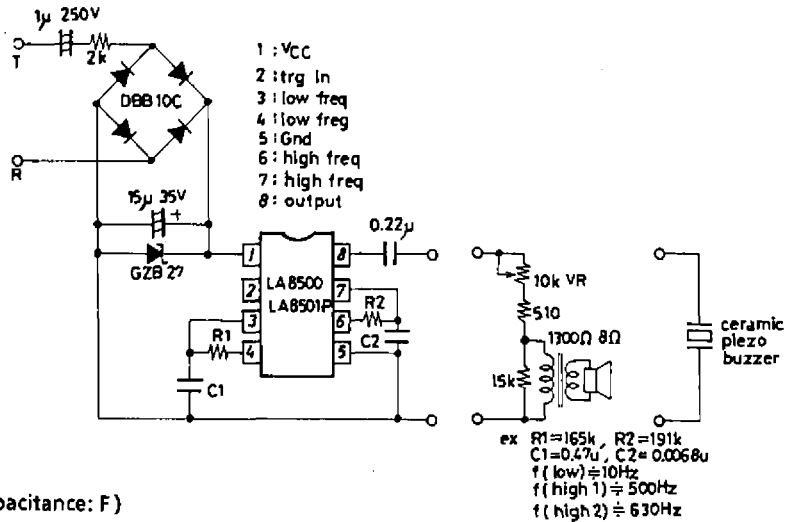 1μ 250V
T
2k
DBB10C
R
1 : VCC
2 : trg in
3 : low freq
4 : low freg
5 : Gnd
6 : high freq
7 : high freq
8 : output
15μ 35V
+
GZB 27
0.22μ
1
2
3
4
8
7
6
5
LA8500
LA8501P
R1
C1
R2
C2
10k VR
510
1300Ω 8Ω
15k
ceramic
piezo
buzzer
ex R1=165k, R2=191k
C1=0.47u, C2=0.0068u
f(low)≒10Hz
f(high 1)≒500Hz
f(high 2)≒630Hz
pacitance: F)